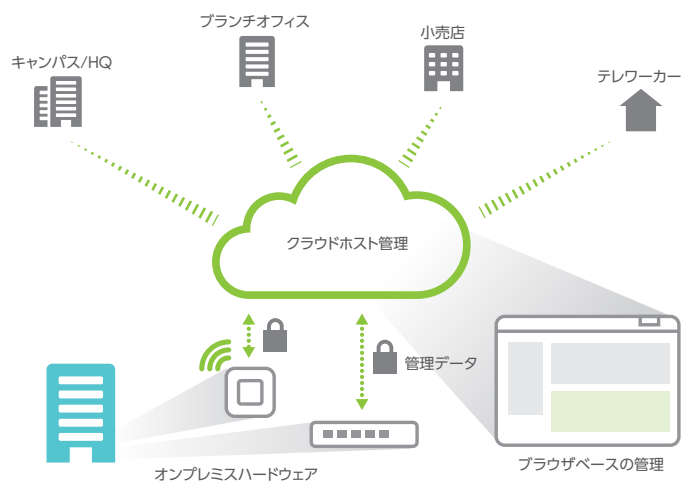 ブランチオフィス
小売店
キャンパス/HQ
テレワーカー
クラウドホスト管理
管理データ
オンプレミスハードウェア
ブラウザベースの管理